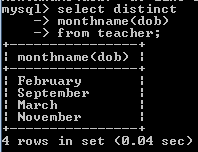 mysql> select distinct
    -> monthname(dob)
    -> from teacher;
+----------------+
| monthname(dob) |
+----------------+
| February       |
| September      |
| March          |
| November       |
+----------------+
4 rows in set (0.04 sec)